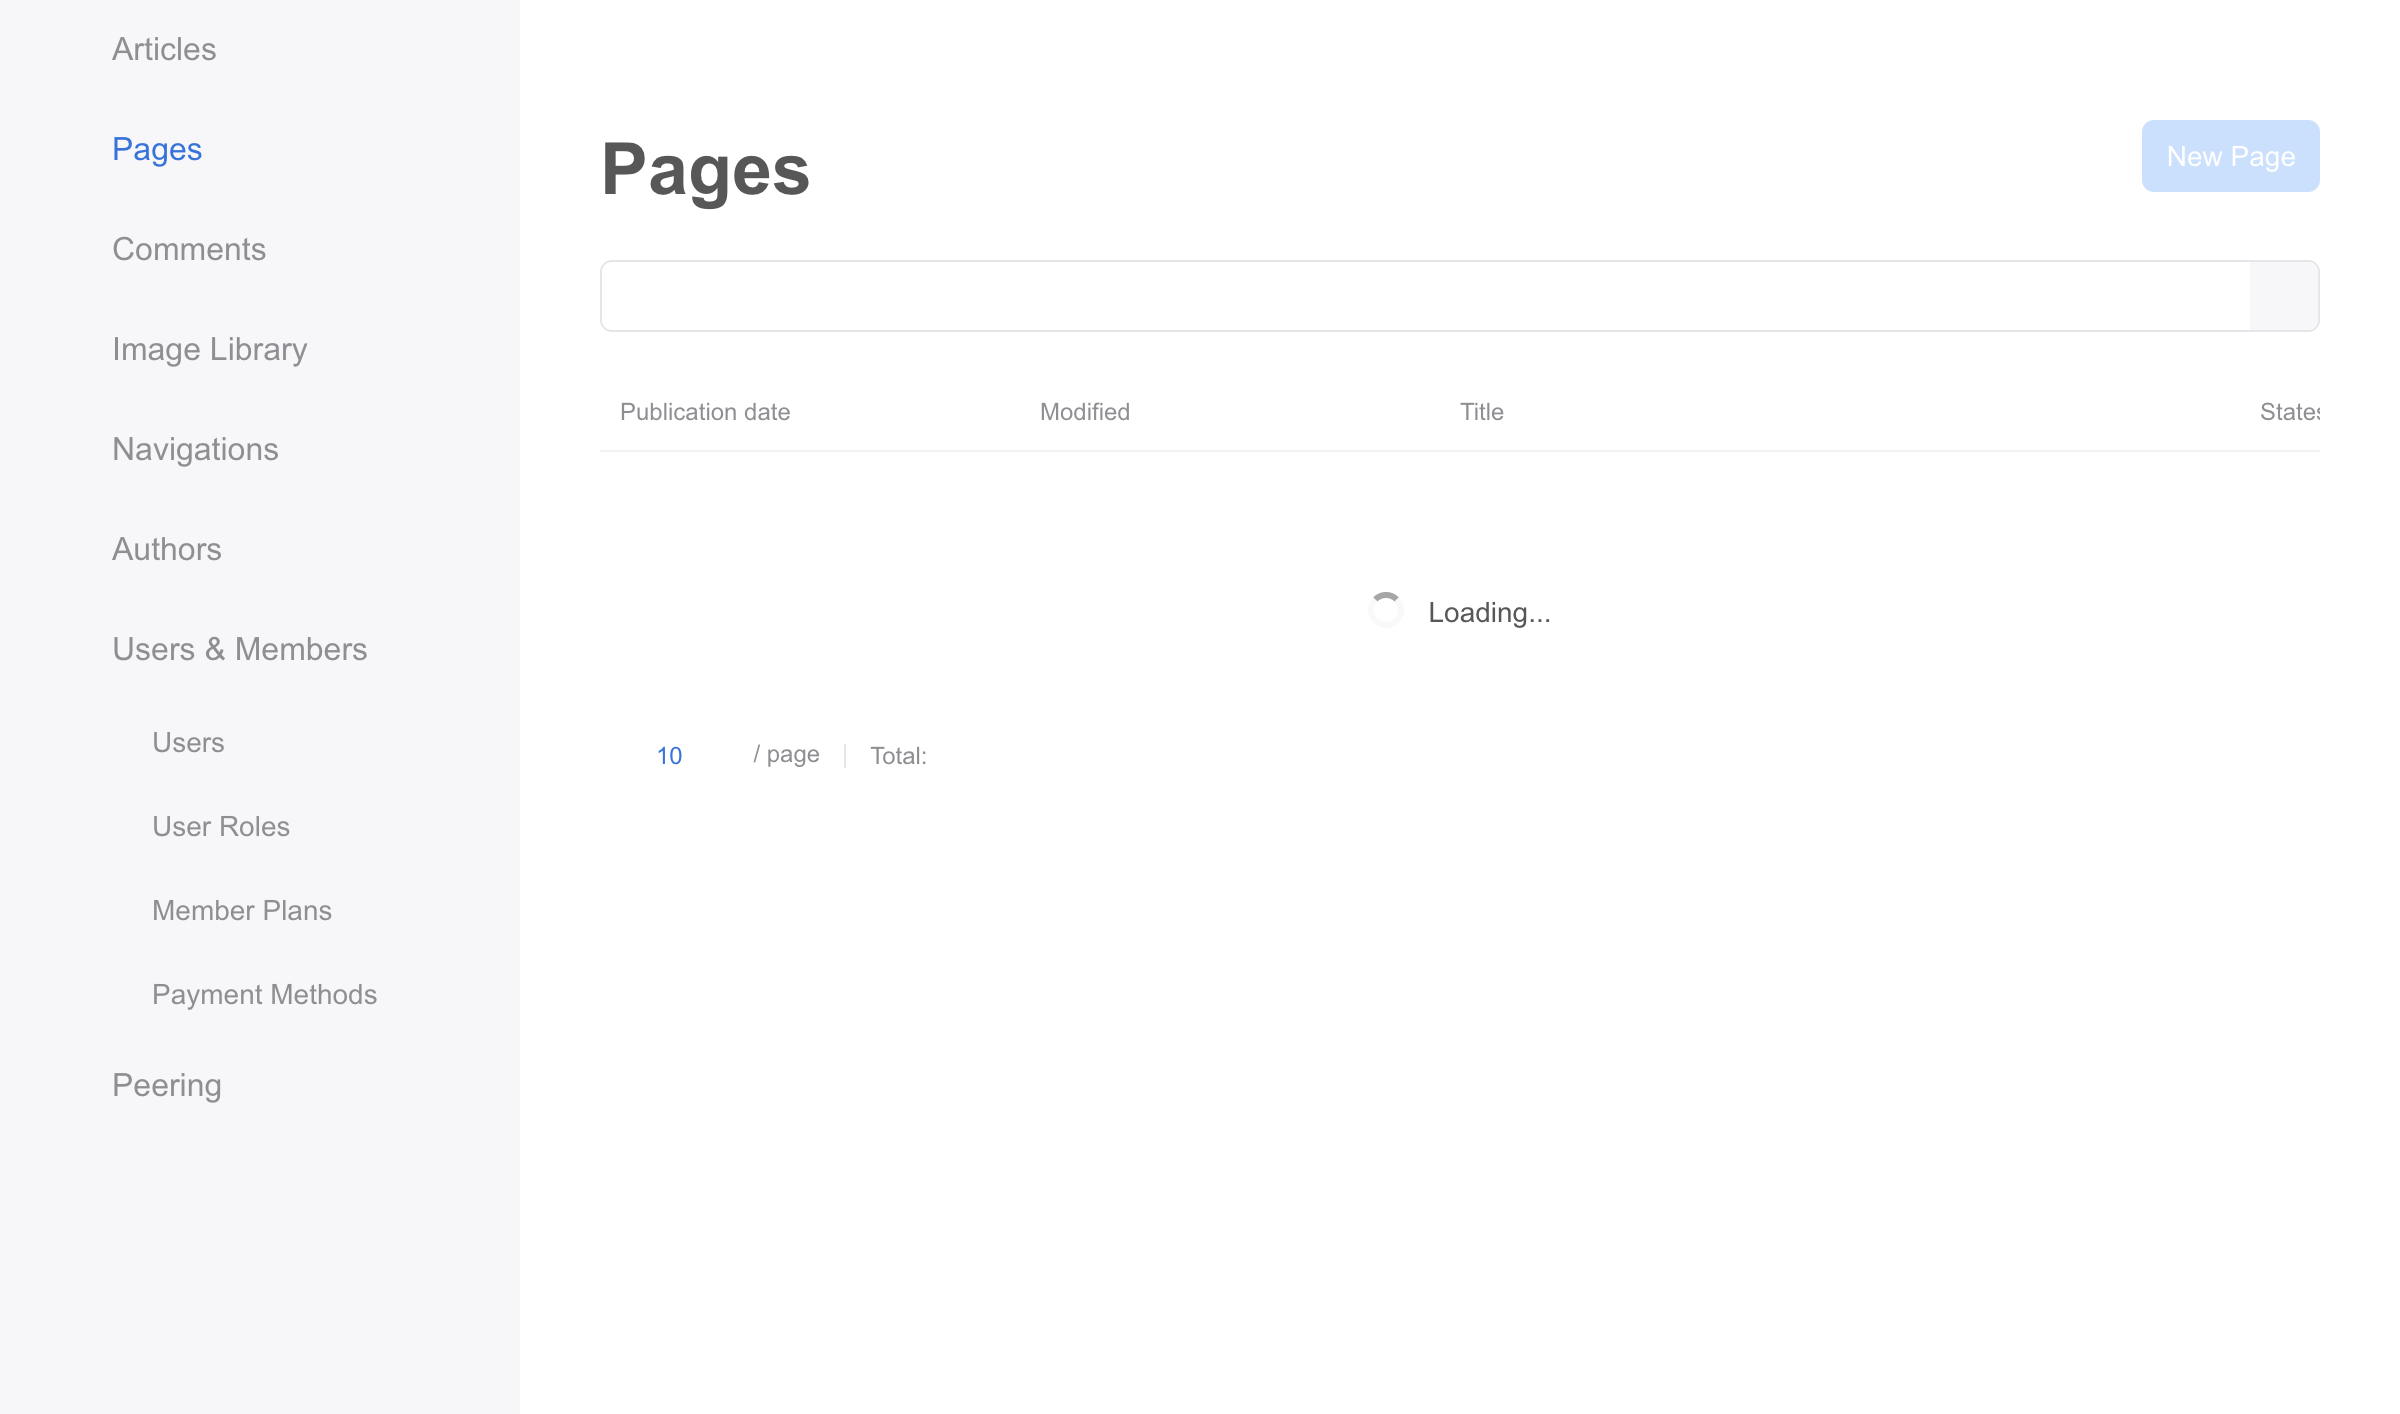 Articles
Pages
Comments
Image Library
Navigations
Authors
Users & Members
Users
User Roles
Member Plans
Payment Methods
Peering
Pages
New Page
Publication date Modified Title States
Loading...
10 / page Total: